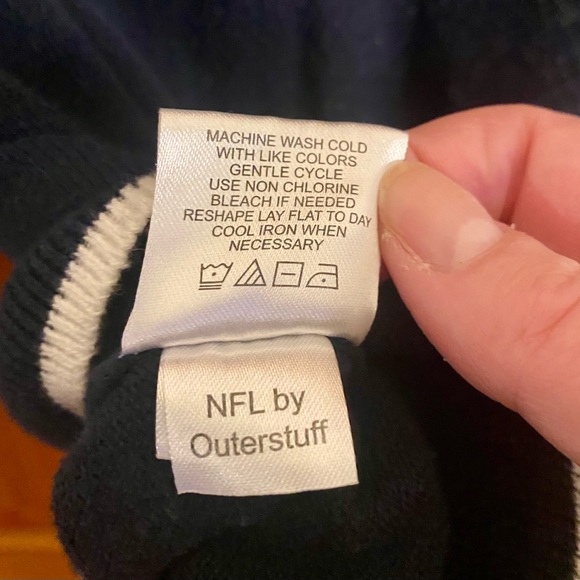 MACHINE WASH COLD
WITH LIKE COLORS
GENTLE CYCLE
USE NON CHLORINE
BLEACH IF NEEDED
RESHAPE LAY FLAT TO DAY
COOL IRON WHEN
NECESSARY
NFL by
Outerstuff